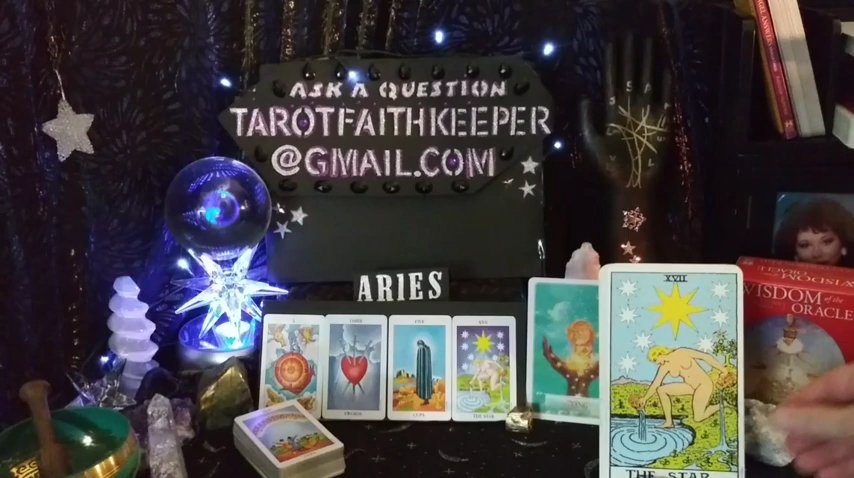 ASK A QUESTION
TAROTFAITHKEEPER
@GMAIL.COM
ARIES
I
THREE
FIVE
XVII
SWORDS
CUPS
THE STAR
XVII
THE STAR
WISDOM of the
ORACLE